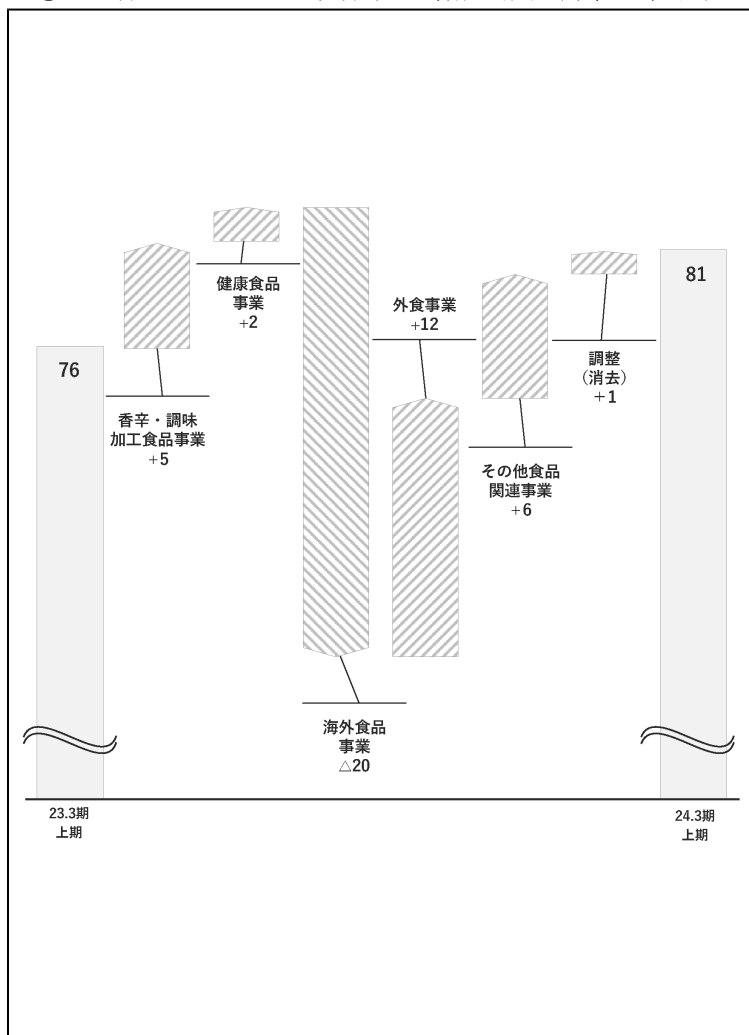 76
香辛・調味
加工食品事業
+5
健康食品
事業
+2
海外食品
事業
△20
外食事業
+12
その他食品
関連事業
+6
調整
（消去）
+1
81
23.3期
上期
24.3期
上期